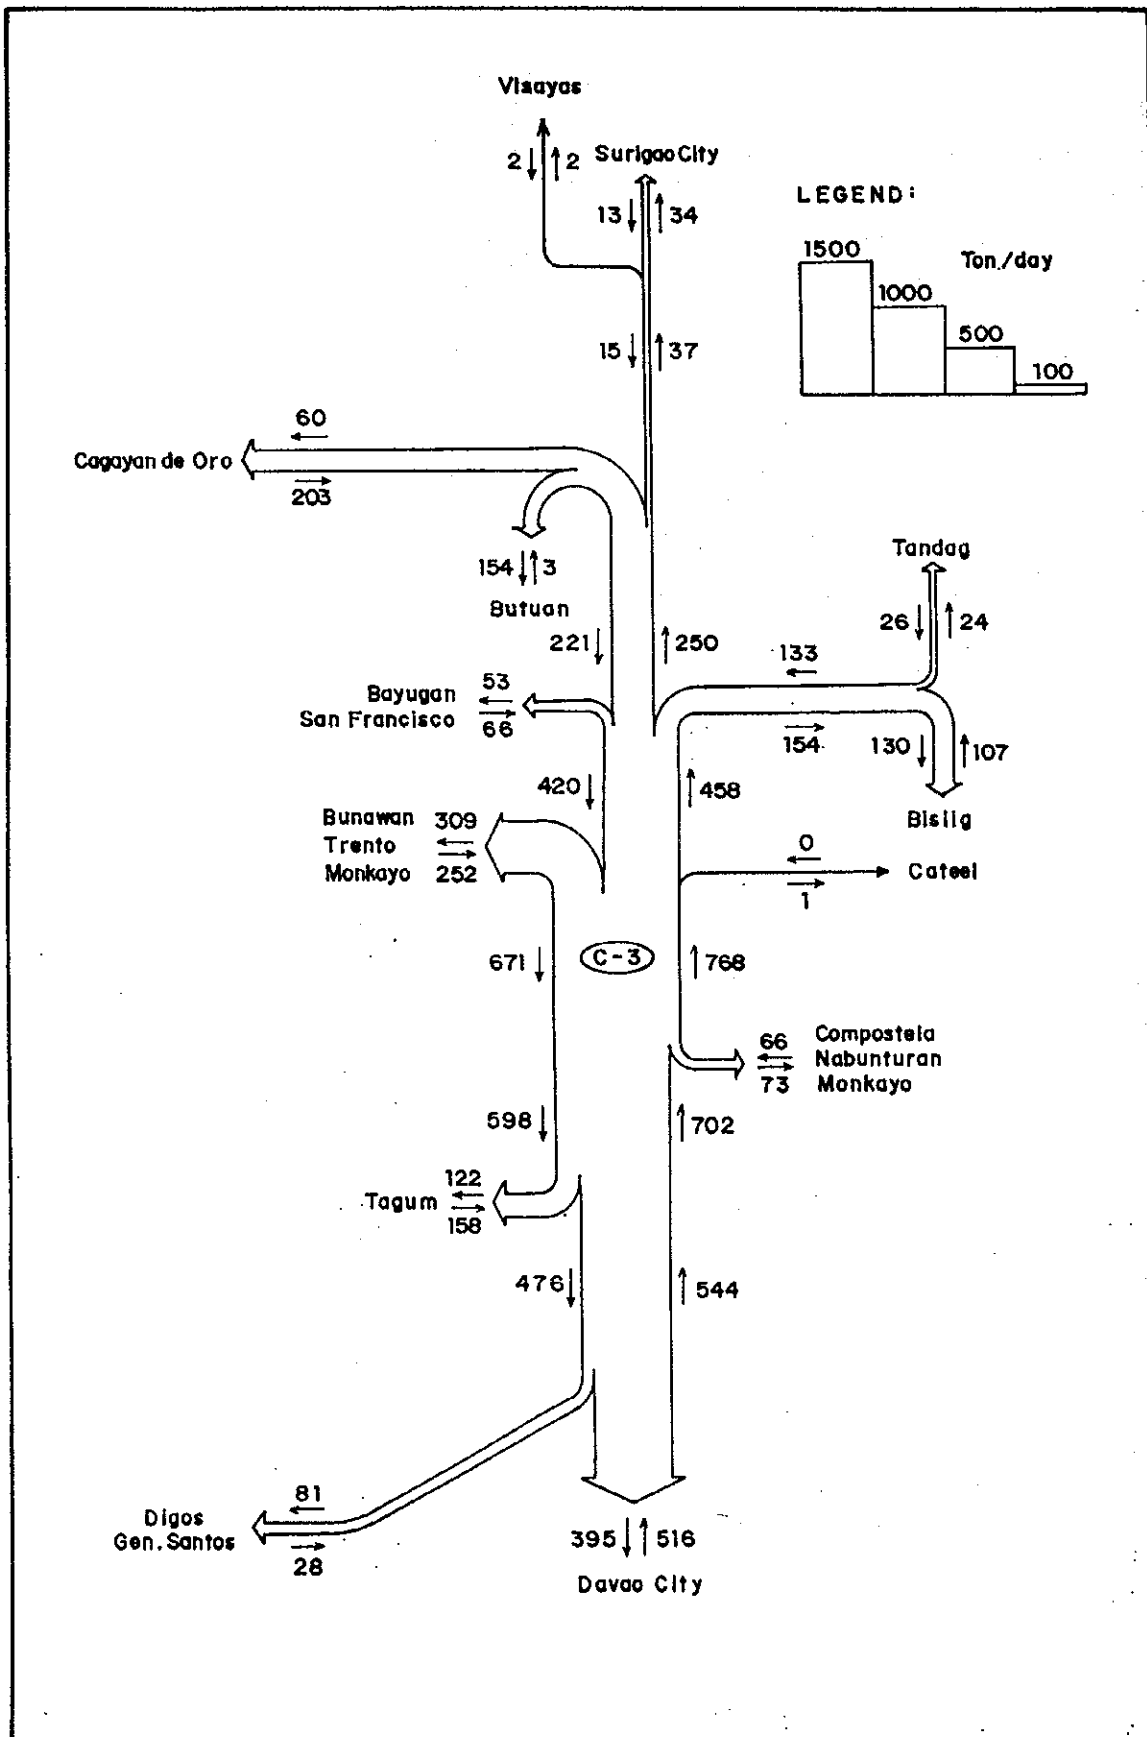 Visayas
2 2
Surigao City
13 34
LEGEND:
1500
Ton./day
1000
500
100
15 37
60
Cagayan de Oro
203
154 3
Butuan
Tandag
26 24
221 250
133
53
Bayugan
San Francisco
66
154
130 107
Bislig
420 458
Bunawan 309
Trento
Monkayo 252
0
Cateel
1
C-3
671 768
66 Compostela
Nabunturan
73 Monkayo
598 702
122
Tagum
158
476 544
81
Digos
Gen. Santos
28
395 516
Davao City